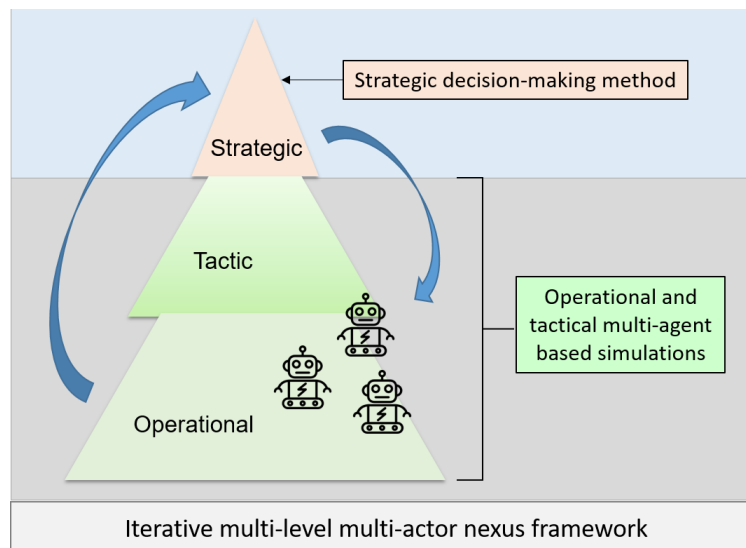 Strategic decision-making method
Strategic
Tactic
Operational and
tactical multi-agent
based simulations
Operational
Iterative multi-level multi-actor nexus framework